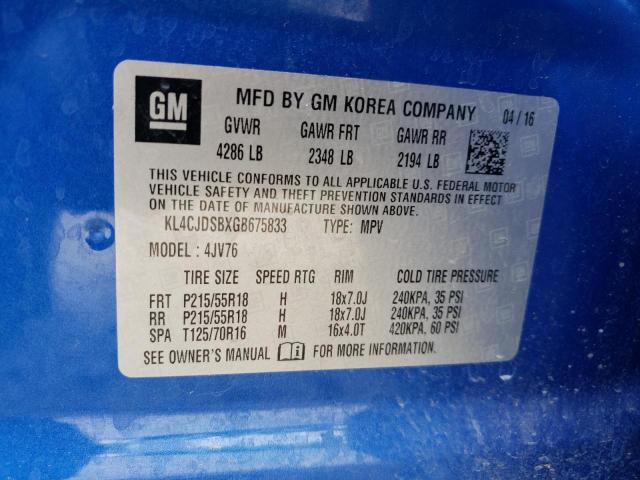 GM
MFD BY GM KOREA COMPANY 04 / 16
GVWR GAWR FRT GAWR RR
4286 LB 2348 LB 2194 LB
THIS VEHICLE CONFORMS TO ALL APPLICABLE U.S. FEDERAL MOTOR
VEHICLE SAFETY AND THEFT PREVENTION STANDARDS IN EFFECT
ON THE DATE OF MANUFACTURE SHOWN ABOVE.
KL4CJDSBXGB675833 TYPE: MPV
MODEL: 4JV76
TIRE SIZE SPEED RTG RIM COLD TIRE PRESSURE
FRT P215/55R18 H 18x7.0J 240KPA, 35 PSI
RR P215/55R18 H 18x7.0J 240KPA, 35 PSI
SPA T125/70R16 M 16x4.0T 420KPA, 60 PSI
SEE OWNER'S MANUAL FOR MORE INFORMATION.